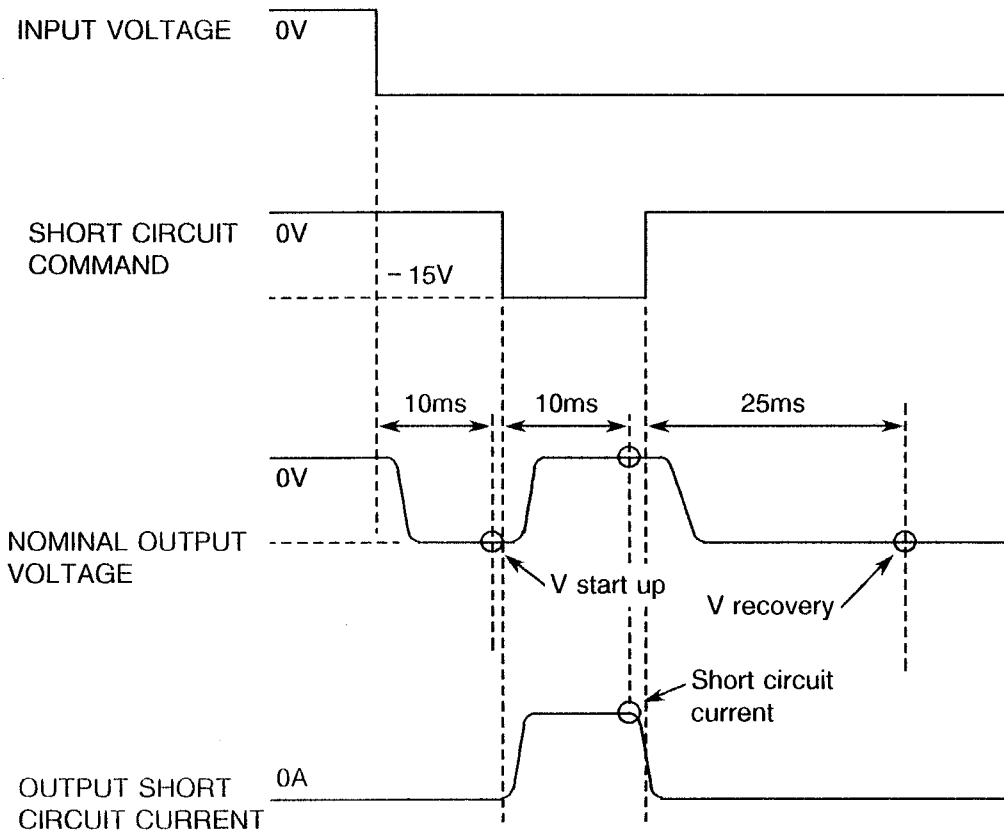 INPUT VOLTAGE
0V
SHORT CIRCUIT
COMMAND
0V
- 15V
10ms
10ms
25ms
0V
NOMINAL OUTPUT
VOLTAGE
V start up
V recovery
Short circuit
current
OUTPUT SHORT
CIRCUIT CURRENT
0A